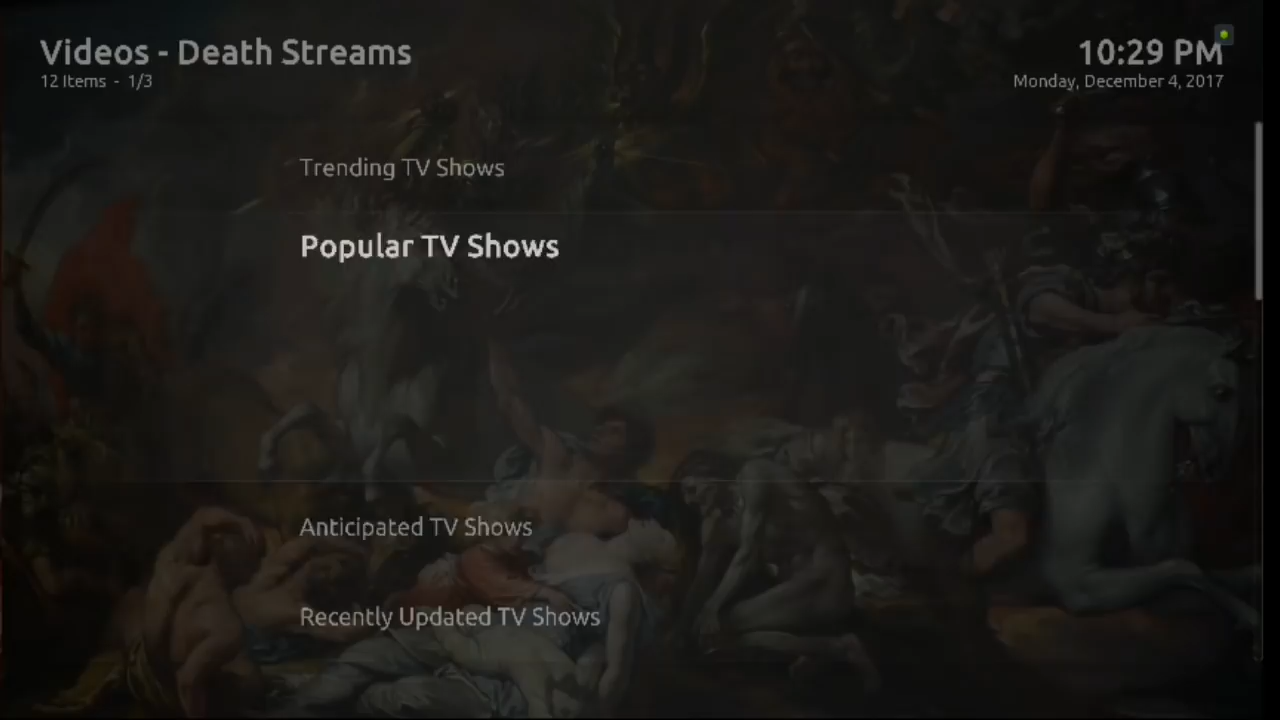 Videos - Death Streams
12 Items - 1/3
10:29 PM
Monday, December 4, 2017
Trending TV Shows
Popular TV Shows
Anticipated TV Shows
Recently Updated TV Shows